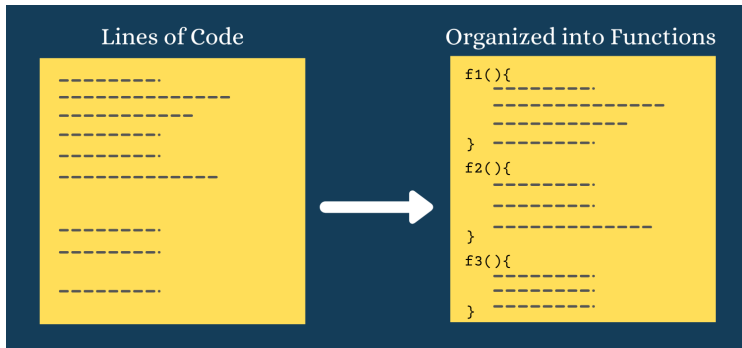 Lines of Code
Organized into Functions
f1(){
}
f2(){
}
f3(){
}